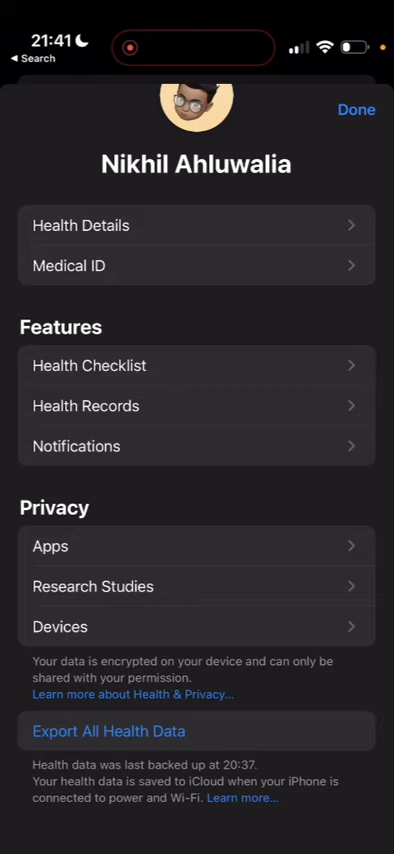 21:41
◀ Search
Done
Nikhil Ahluwalia
Health Details
Medical ID
Features
Health Checklist
Health Records
Notifications
Privacy
Apps
Research Studies
Devices
Your data is encrypted on your device and can only be
shared with your permission.
Learn more about Health & Privacy...
Export All Health Data
Health data was last backed up at 20:37.
Your health data is saved to iCloud when your iPhone is
connected to power and Wi-Fi. Learn more...